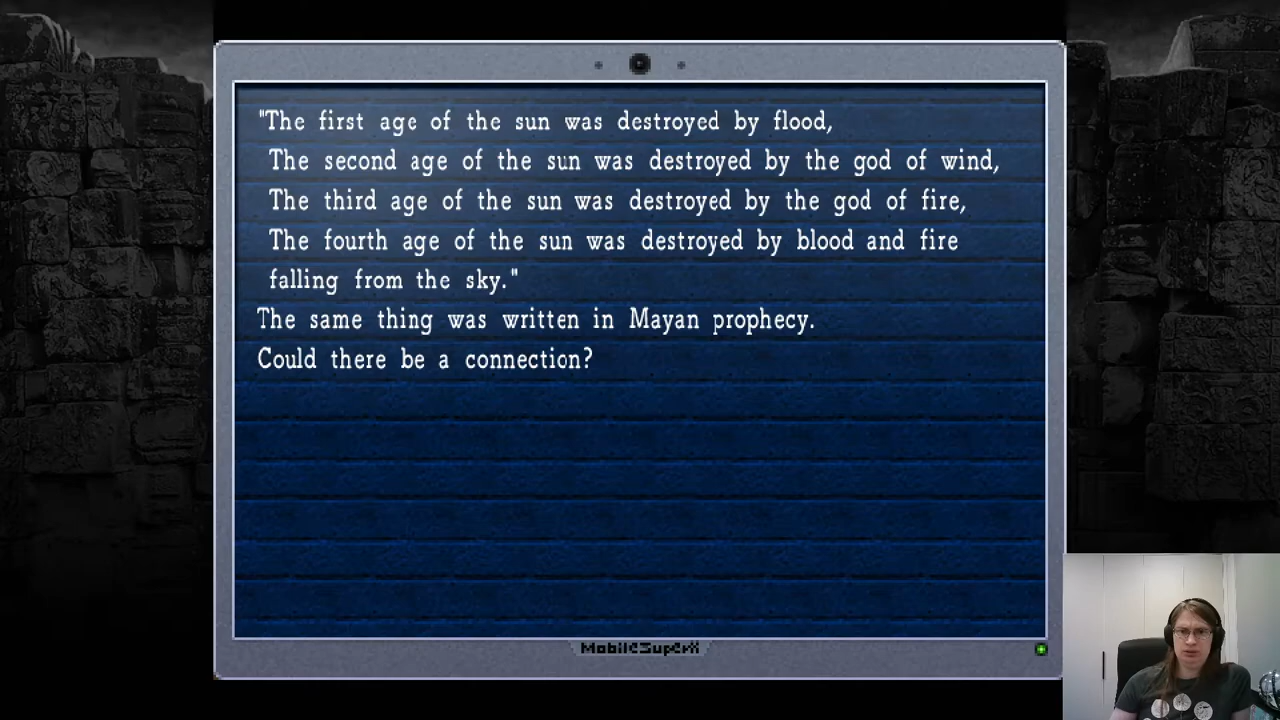 "The first age of the sun was destroyed by flood,
The second age of the sun was destroyed by the god of wind,
The third age of the sun was destroyed by the god of fire,
The fourth age of the sun was destroyed by blood and fire
falling from the sky."
The same thing was written in Mayan prophecy.
Could there be a connection?
MobileSuperX